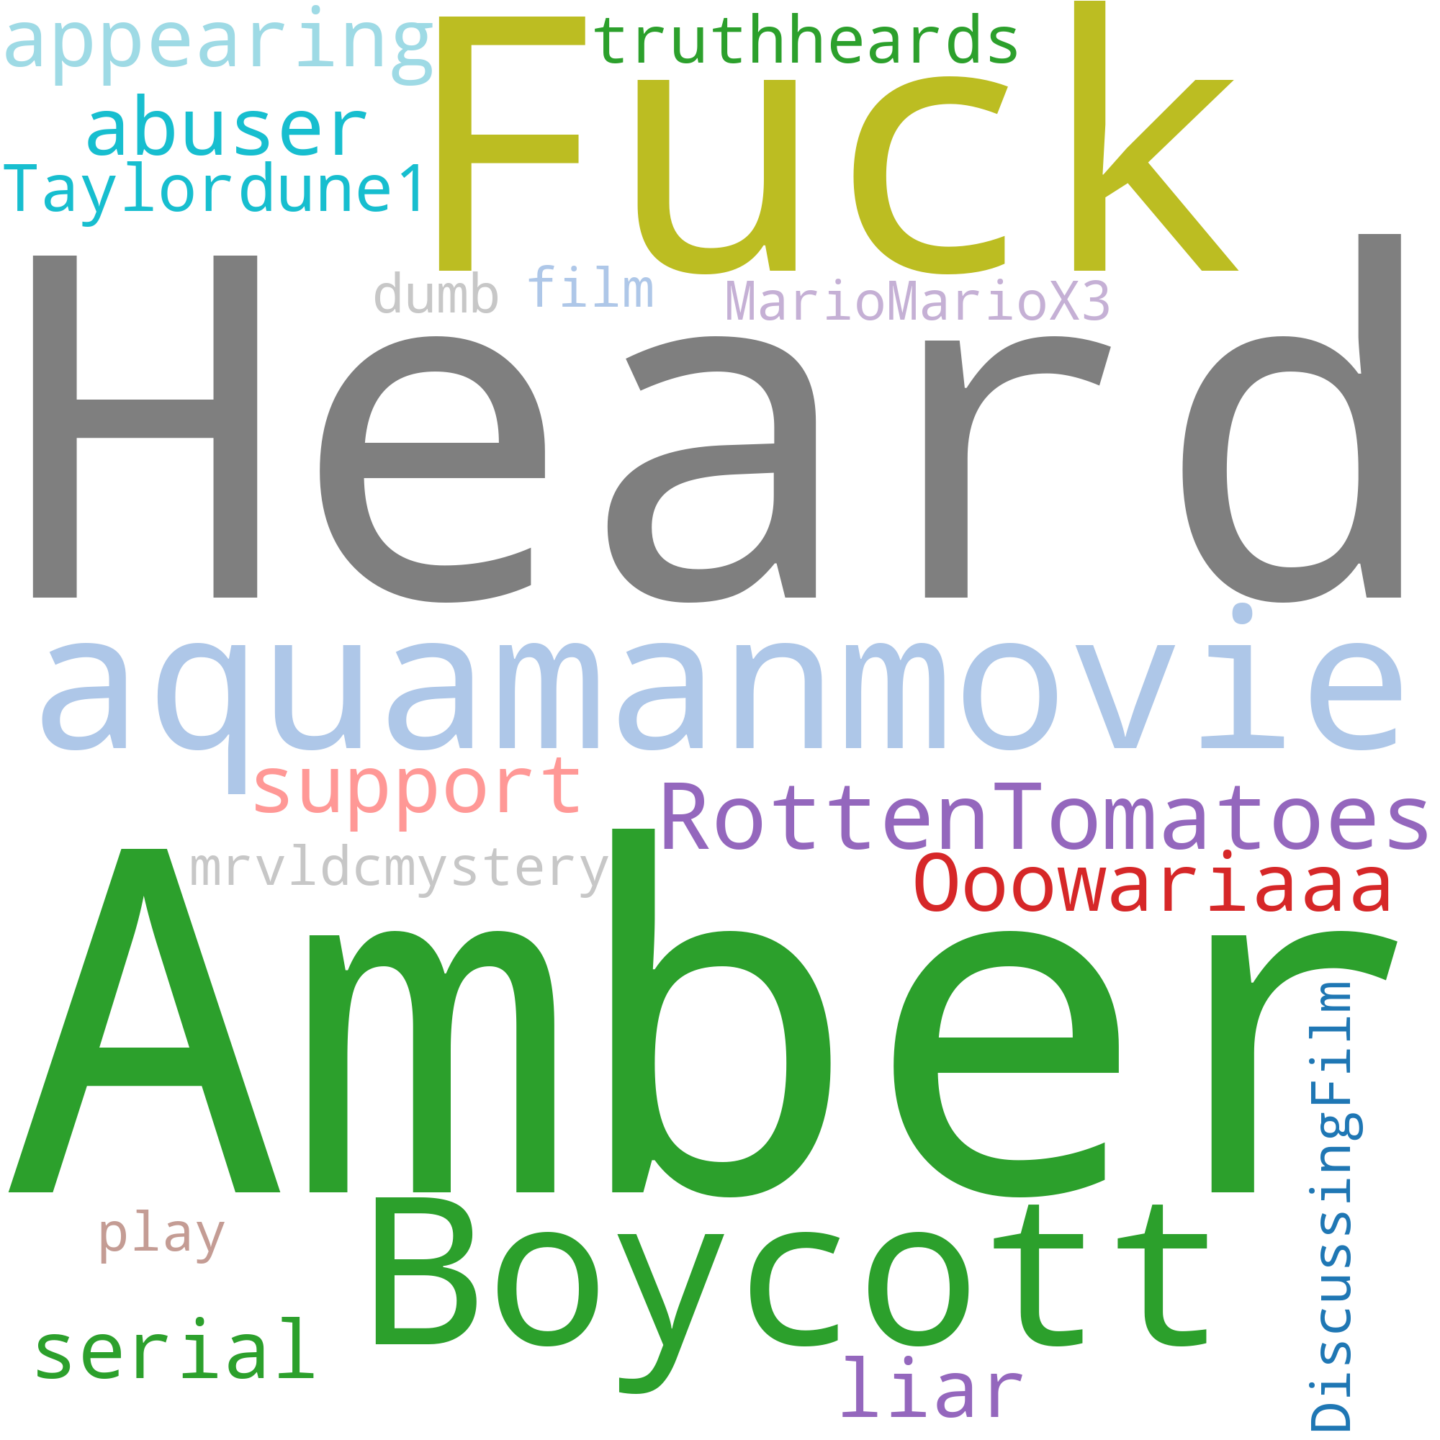 appearing
Fuck
truthheards
abuser
Taylordune1
Heard
dumb
film
MarioMarioX3
aquamanmovie
support
RottenTomatoes
mrvldcmystery
Ooowariaaa
Amber
DiscussingFilm
Boycott
play
serial
liar